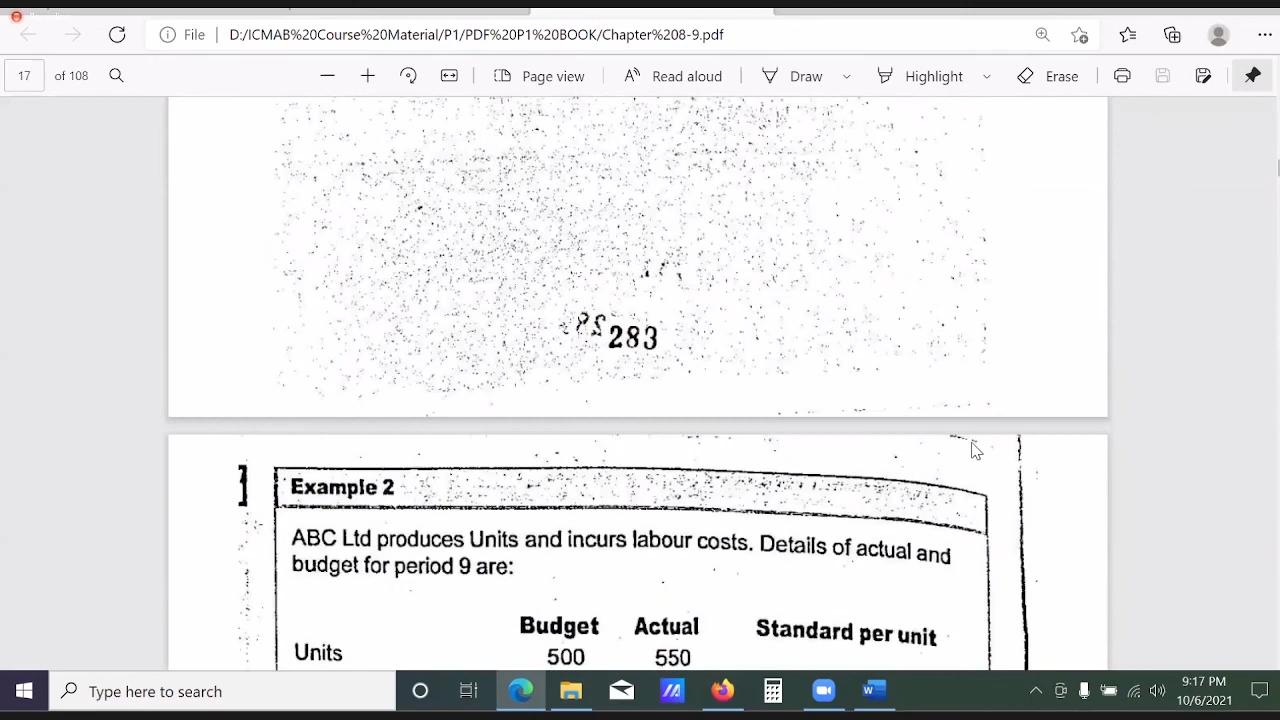 File D:/ICMAB%20Course%20Material/P1/PDF%20P1%20BOOK/Chapter%208-9.pdf
17 of 108 Page view Read aloud Draw Highlight Erase
283
Example 2
ABC Ltd produces Units and incurs labour costs. Details of actual and
budget for period 9 are:
Budget Actual Standard per unit
Units 500 550
Type here to search
9:17 PM
10/6/2021